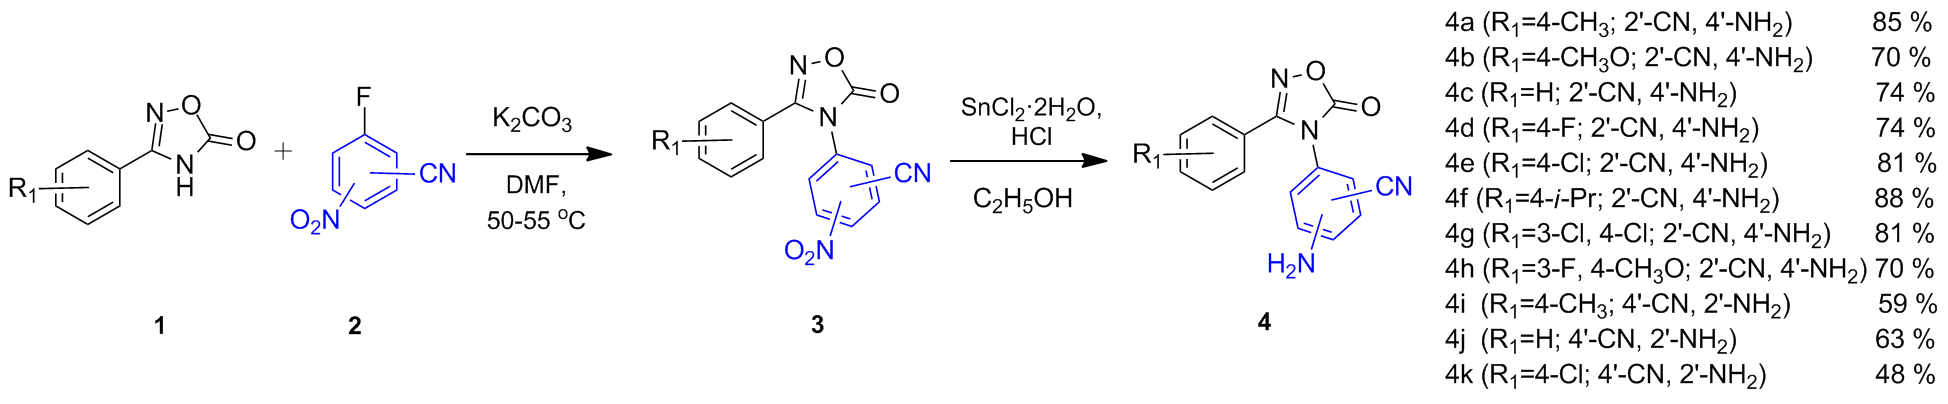 R₁
N
O
O
N
H
1
+
F
CN
O₂N
2
K₂CO₃
DMF,
50-55 °C
R₁
N
O
O
N
CN
O₂N
3
SnCl₂·2H₂O,
HCl
C₂H₅OH
R₁
N
O
O
N
CN
H₂N
4
4a (R₁=4-CH₃; 2'-CN, 4'-NH₂) 85 %
4b (R₁=4-CH₃O; 2'-CN, 4'-NH₂) 70 %
4c (R₁=H; 2'-CN, 4'-NH₂) 74 %
4d (R₁=4-F; 2'-CN, 4'-NH₂) 74 %
4e (R₁=4-Cl; 2'-CN, 4'-NH₂) 81 %
4f (R₁=4-i-Pr; 2'-CN, 4'-NH₂) 88 %
4g (R₁=3-Cl, 4-Cl; 2'-CN, 4'-NH₂) 81 %
4h (R₁=3-F, 4-CH₃O; 2'-CN, 4'-NH₂) 70 %
4i (R₁=4-CH₃; 4'-CN, 2'-NH₂) 59 %
4j (R₁=H; 4'-CN, 2'-NH₂) 63 %
4k (R₁=4-Cl; 4'-CN, 2'-NH₂) 48 %